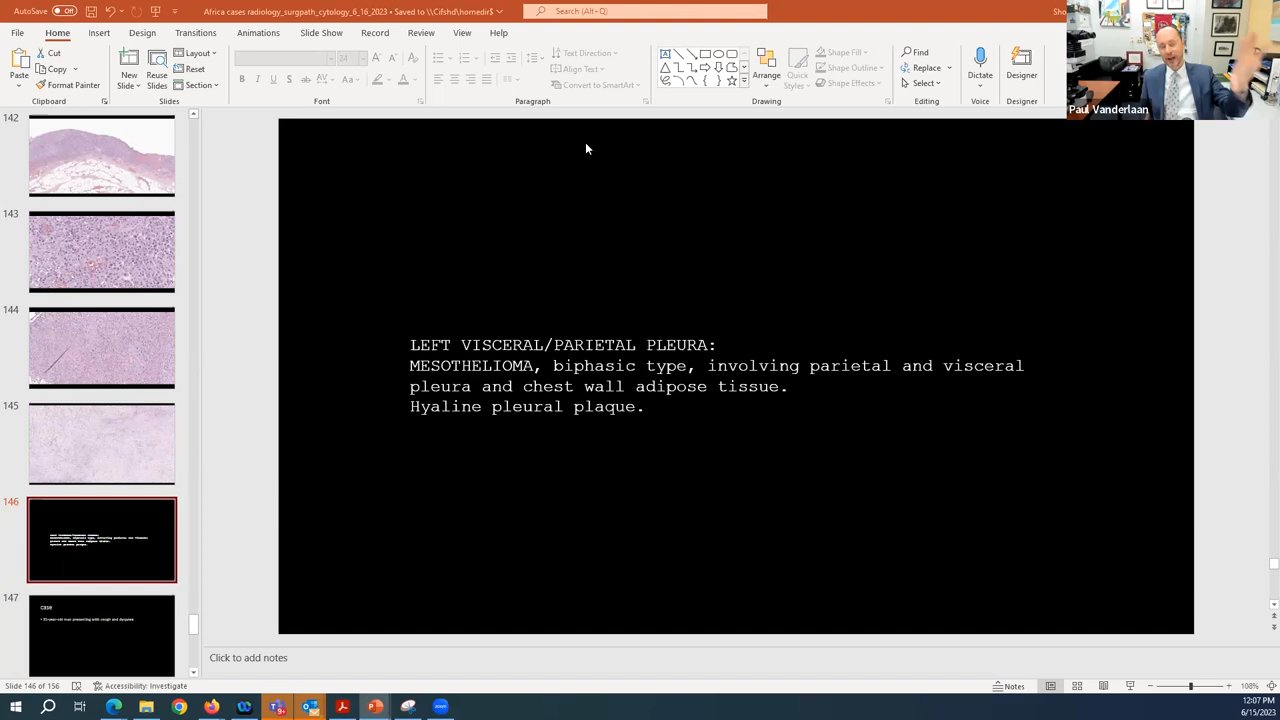 AutoSave
Off
Africa cases radiology_surgpath_cytology_6_16_2023 • Saved to \\Cifshd\homedir$\
Search (Alt+Q)
File
Home
Insert
Design
Transitions
Animations
Slide Show
Record
Review
View
Help
Paste
Cut
Copy
Format Painter
Clipboard
New
Slide
Reuse
Slides
Layout
Reset
Section
Slides
24
Font
Text Direction
Align Text
Convert to SmartArt
Paragraph
Arrange
Quick
Styles
Shape Fill
Shape Outline
Shape Effects
Drawing
Find
Replace
Select
Editing
Dictate
Voice
Designer
Designer
Paul Vanderlaan
142
143
144
145
146
147
case
LEFT VISCERAL/PARIETAL PLEURA:
MESOTHELIOMA, biphasic type, involving parietal and visceral
pleura and chest wall adipose tissue.
Hyaline pleural plaque.
Click to add notes
Slide 146 of 156
Accessibility: Investigate
Notes
108%
12:07 PM
6/15/2023